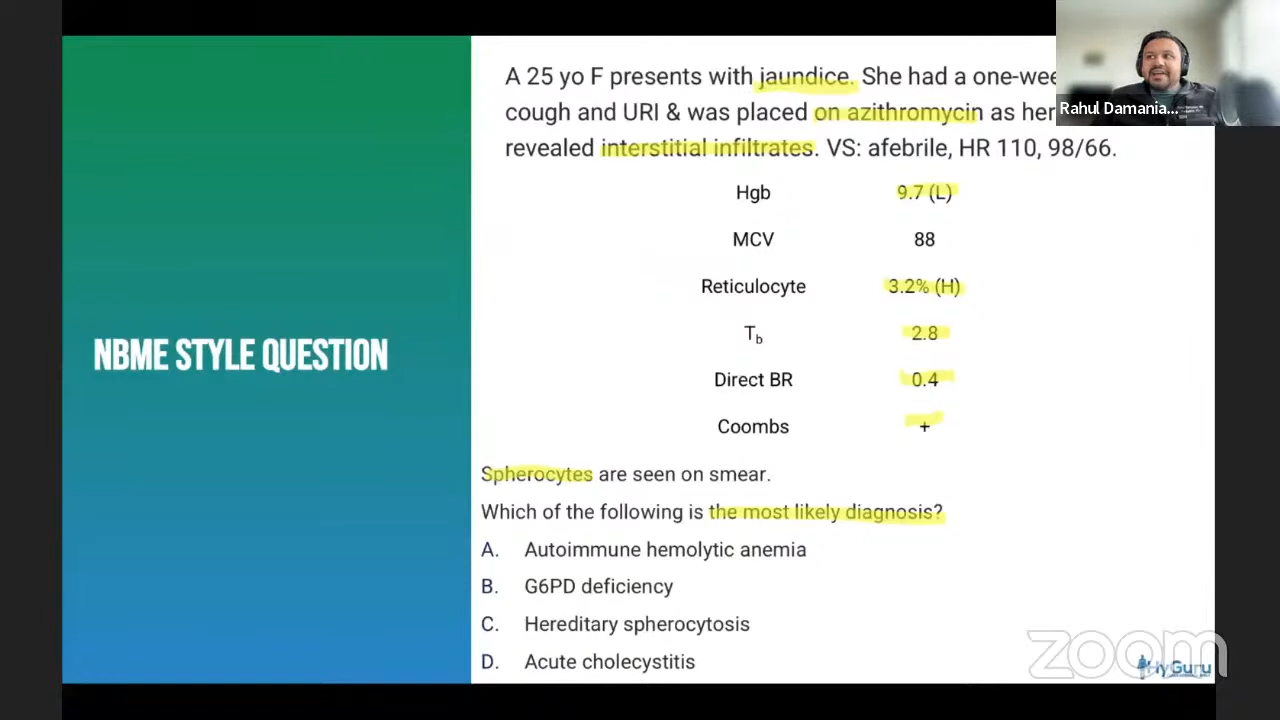 A 25 yo F presents with jaundice. She had a one-wee
Rahul Damania...
cough and URI & was placed on azithromycin as her
revealed interstitial infiltrates. VS: afebrile, HR 110, 98/66.
Hgb 9.7 (L)
MCV 88
Reticulocyte 3.2% (H)
NBME STYLE QUESTION
Tb 2.8
Direct BR 0.4
Coombs +
Spherocytes are seen on smear.
Which of the following is the most likely diagnosis?
A. Autoimmune hemolytic anemia
B. G6PD deficiency
C. Hereditary spherocytosis
D. Acute cholecystitis
zoom
HyGuru